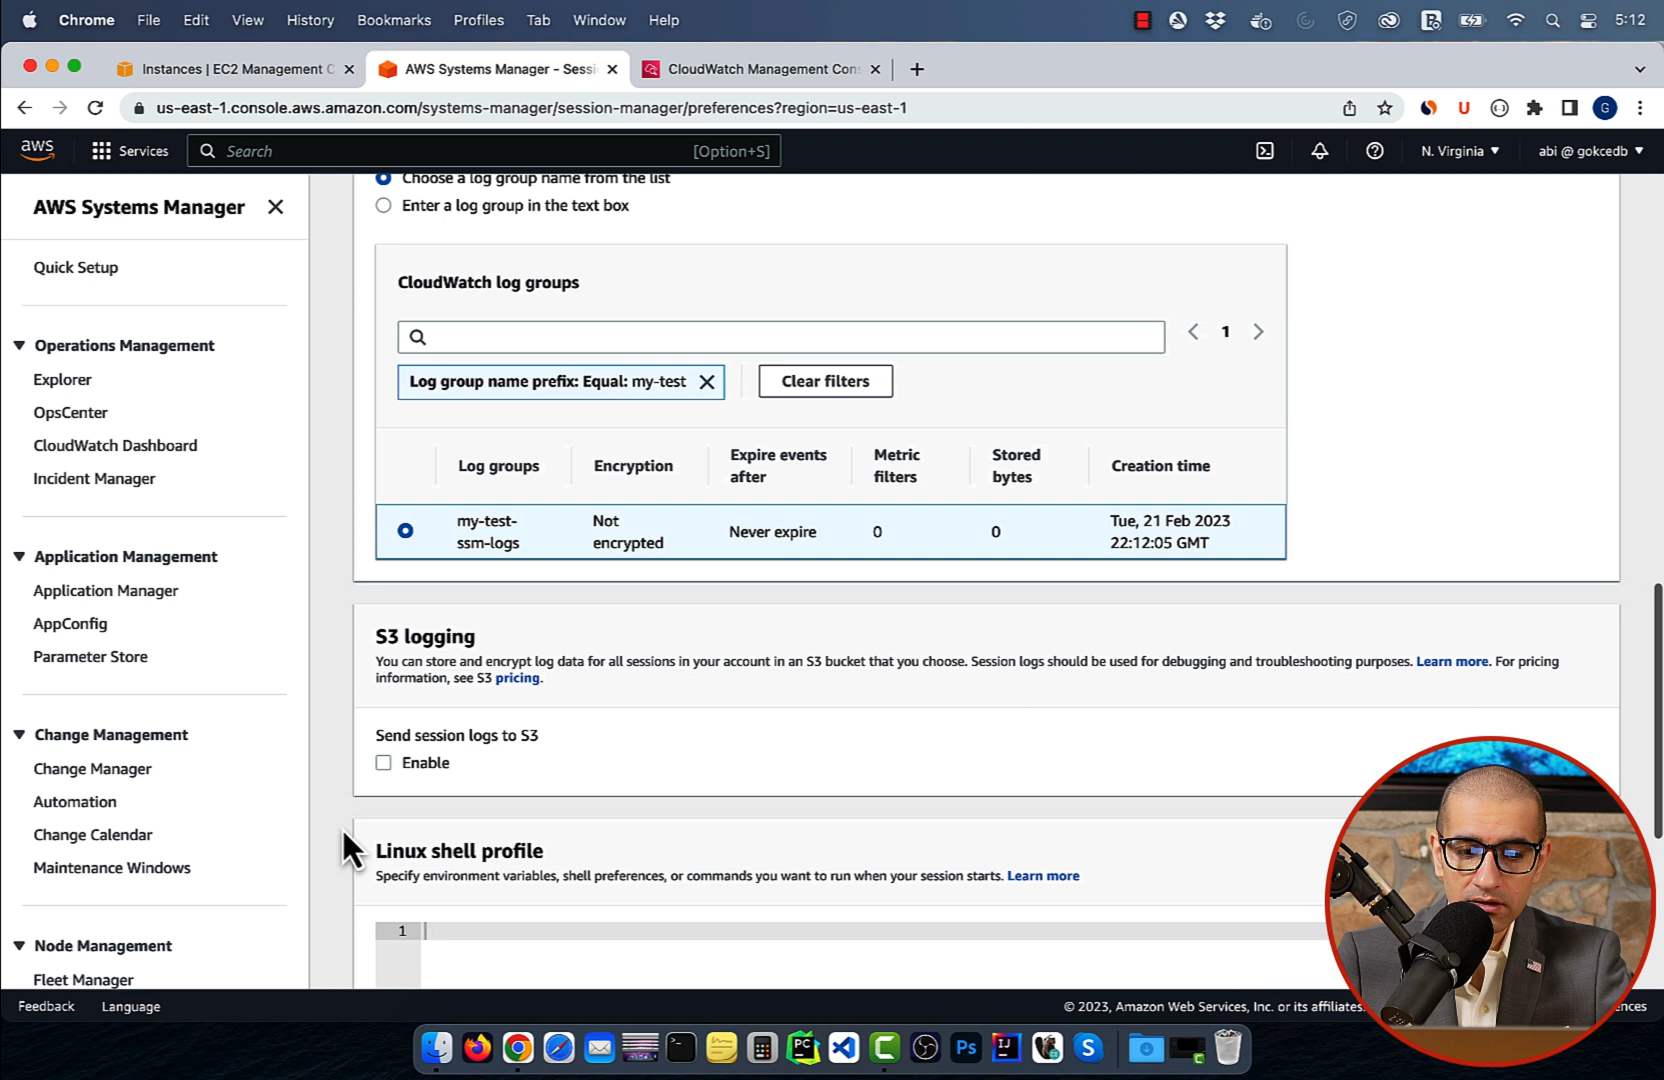 Chrome File Edit View History Bookmarks Profiles Tab Window Help 5:12
Instances | EC2 Management C AWS Systems Manager - Sessi CloudWatch Management Cons
us-east-1.console.aws.amazon.com/systems-manager/session-manager/preferences?region=us-east-1 U G
aws Services Search [Option+S] N. Virginia abi @ gokcedb
AWS Systems Manager
Quick Setup
Operations Management
Explorer
OpsCenter
CloudWatch Dashboard
Incident Manager
Application Management
Application Manager
AppConfig
Parameter Store
Change Management
Change Manager
Automation
Change Calendar
Maintenance Windows
Node Management
Fleet Manager
Choose a log group name from the list
Enter a log group in the text box
CloudWatch log groups
1
Log group name prefix: Equal: my-test
Clear filters
Log groups Encryption Expire events after Metric filters Stored bytes Creation time
my-test-ssm-logs Not encrypted Never expire 0 0 Tue, 21 Feb 2023 22:12:05 GMT
S3 logging
You can store and encrypt log data for all sessions in your account in an S3 bucket that you choose. Session logs should be used for debugging and troubleshooting purposes. Learn more. For pricing
information, see S3 pricing.
Send session logs to S3
Enable
Linux shell profile
Specify environment variables, shell preferences, or commands you want to run when your session starts. Learn more
1
Feedback Language © 2023, Amazon Web Services, Inc. or its affiliates.
PC C Ps IJ S